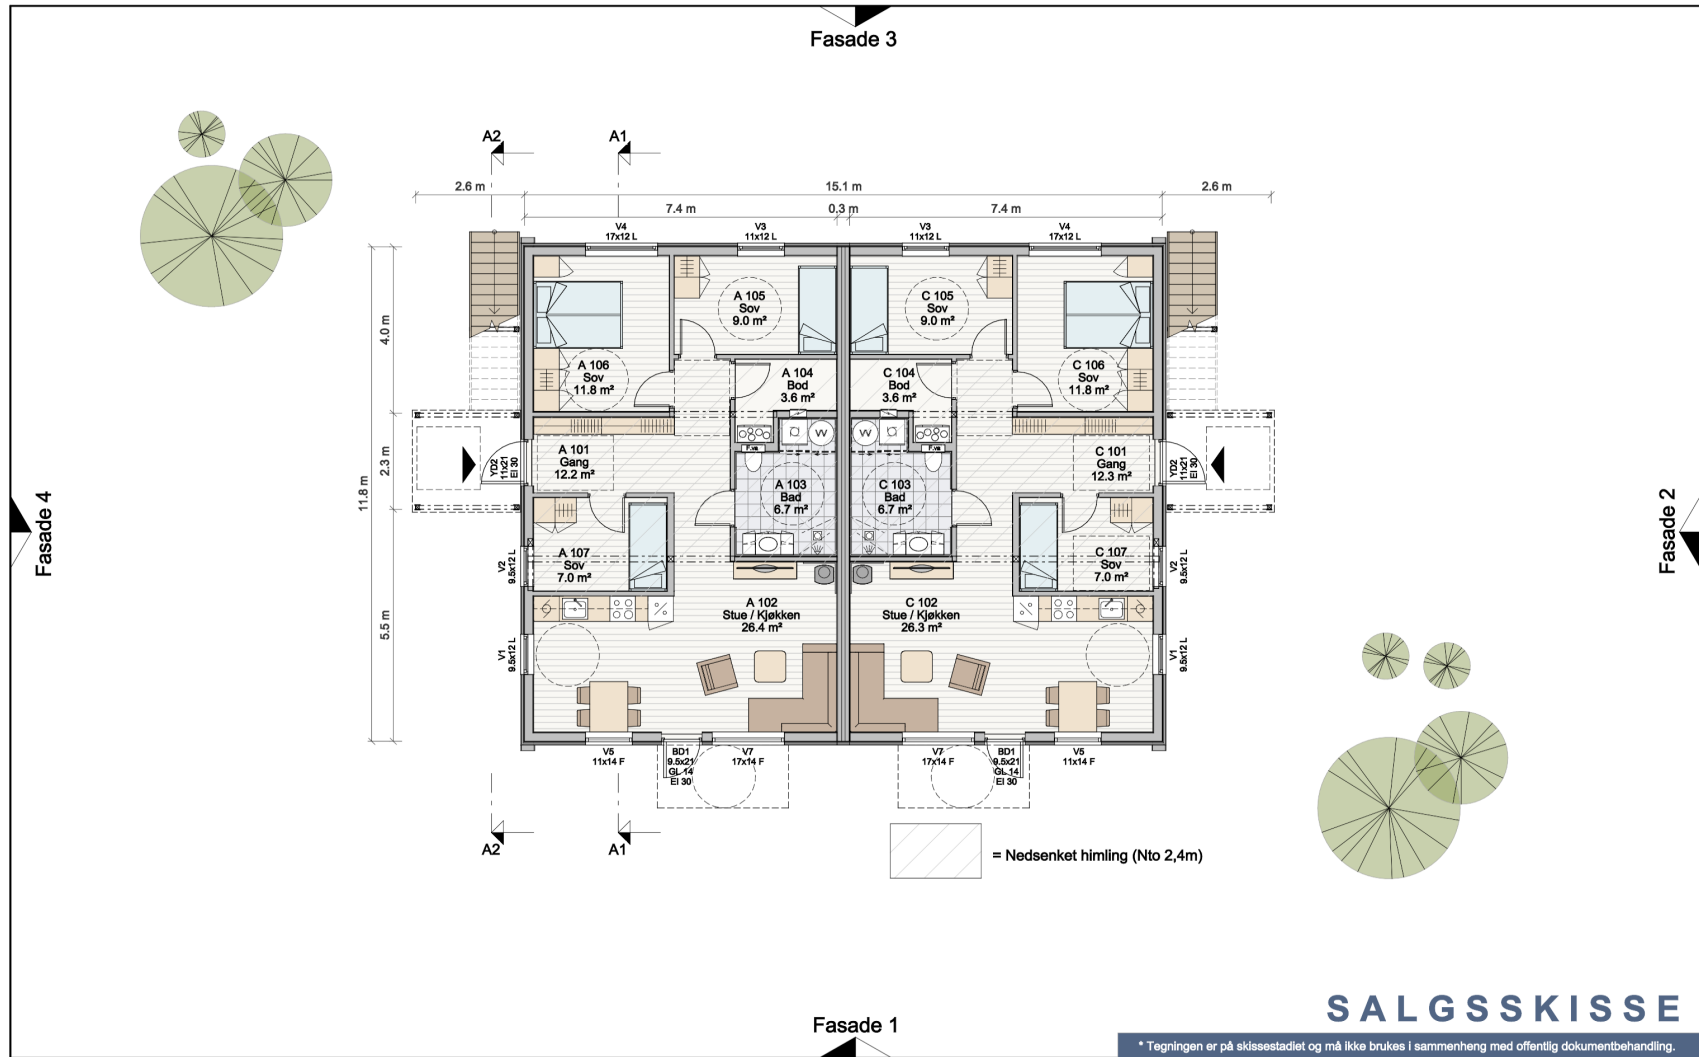 Fasade 3
A2
A1
2.6 m
15.1 m
2.6 m
7.4 m
0.3 m
7.4 m
V4
17x12 L
V3
11x12 L
V3
11x12 L
V4
17x12 L
A 105
Sov
9.0 m²
C 105
Sov
9.0 m²
4.0 m
A 106
Sov
11.8 m²
A 104
Bod
3.6 m²
C 104
Bod
3.6 m²
C 106
Sov
11.8 m²
2.3 m
11.8 m
YD2
11x21
EI 30
A 101
Gang
12.2 m²
F.vs
F.vs
C 101
Gang
12.3 m²
YD2
11x21
EI 30
A 103
Bad
6.7 m²
C 103
Bad
6.7 m²
Fasade 4
Fasade 2
V2
9.5x12 L
A 107
Sov
7.0 m²
C 107
Sov
7.0 m²
V2
9.5x12 L
5.5 m
A 102
Stue / Kjøkken
26.4 m²
C 102
Stue / Kjøkken
26.3 m²
V1
9.5x12 L
V1
9.5x12 L
V5
11x14 F
BD1
9.5x21
GL 14
EI 30
V7
17x14 F
V7
17x14 F
BD1
9.5x21
GL 14
EI 30
V5
11x14 F
A2
A1
= Nedsenket himling (Nto 2,4m)
Fasade 1
SALGSSKISSE
* Tegningen er på skissestadiet og må ikke brukes i sammenheng med offentlig dokumentbehandling.